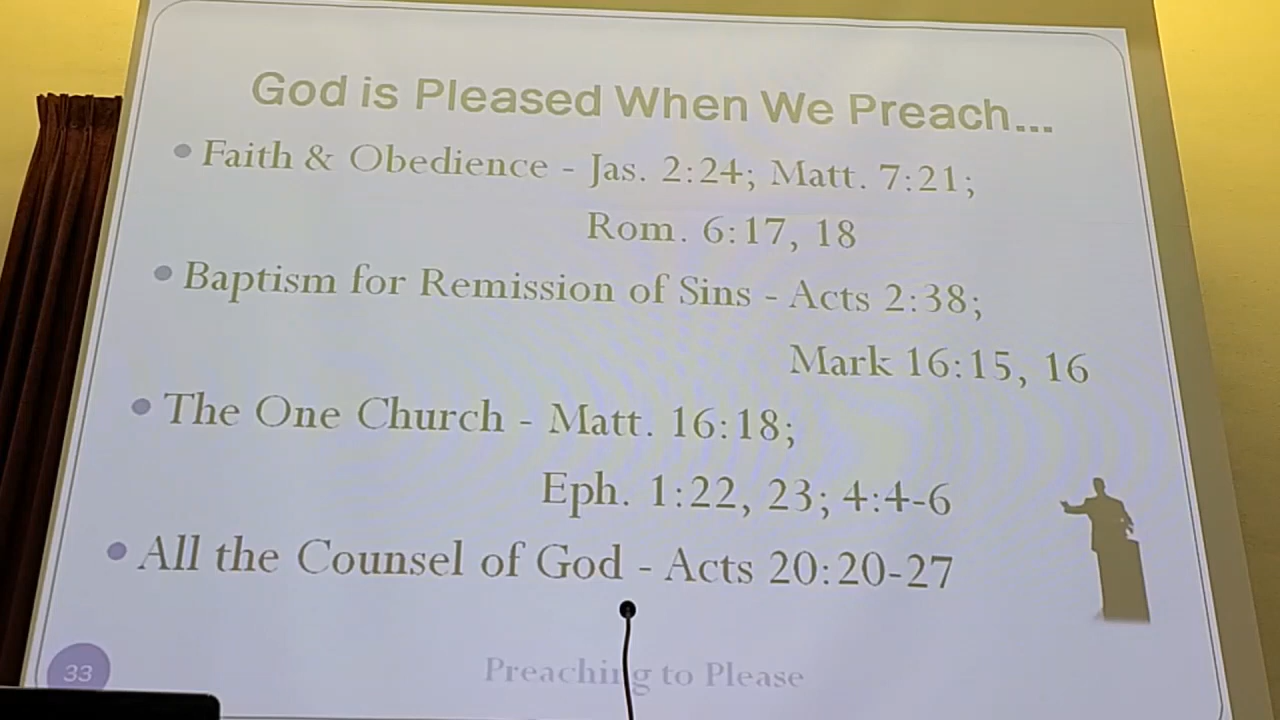 God is Pleased When We Preach...
• Faith & Obedience - Jas. 2:24; Matt. 7:21;
Rom. 6:17, 18
• Baptism for Remission of Sins - Acts 2:38;
Mark 16:15, 16
• The One Church - Matt. 16:18;
Eph. 1:22, 23; 4:4-6
• All the Counsel of God - Acts 20:20-27
33
Preaching to Please